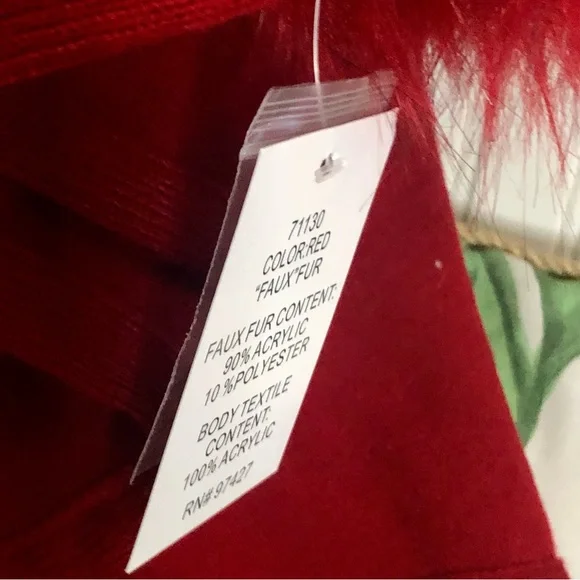 71130
COLOR:RED
"FAUX"FUR
FAUX FUR CONTENT:
90% ACRYLIC
10 %POLYESTER
BODY TEXTILE
CONTENT:
100% ACRYLIC
RN# 97427